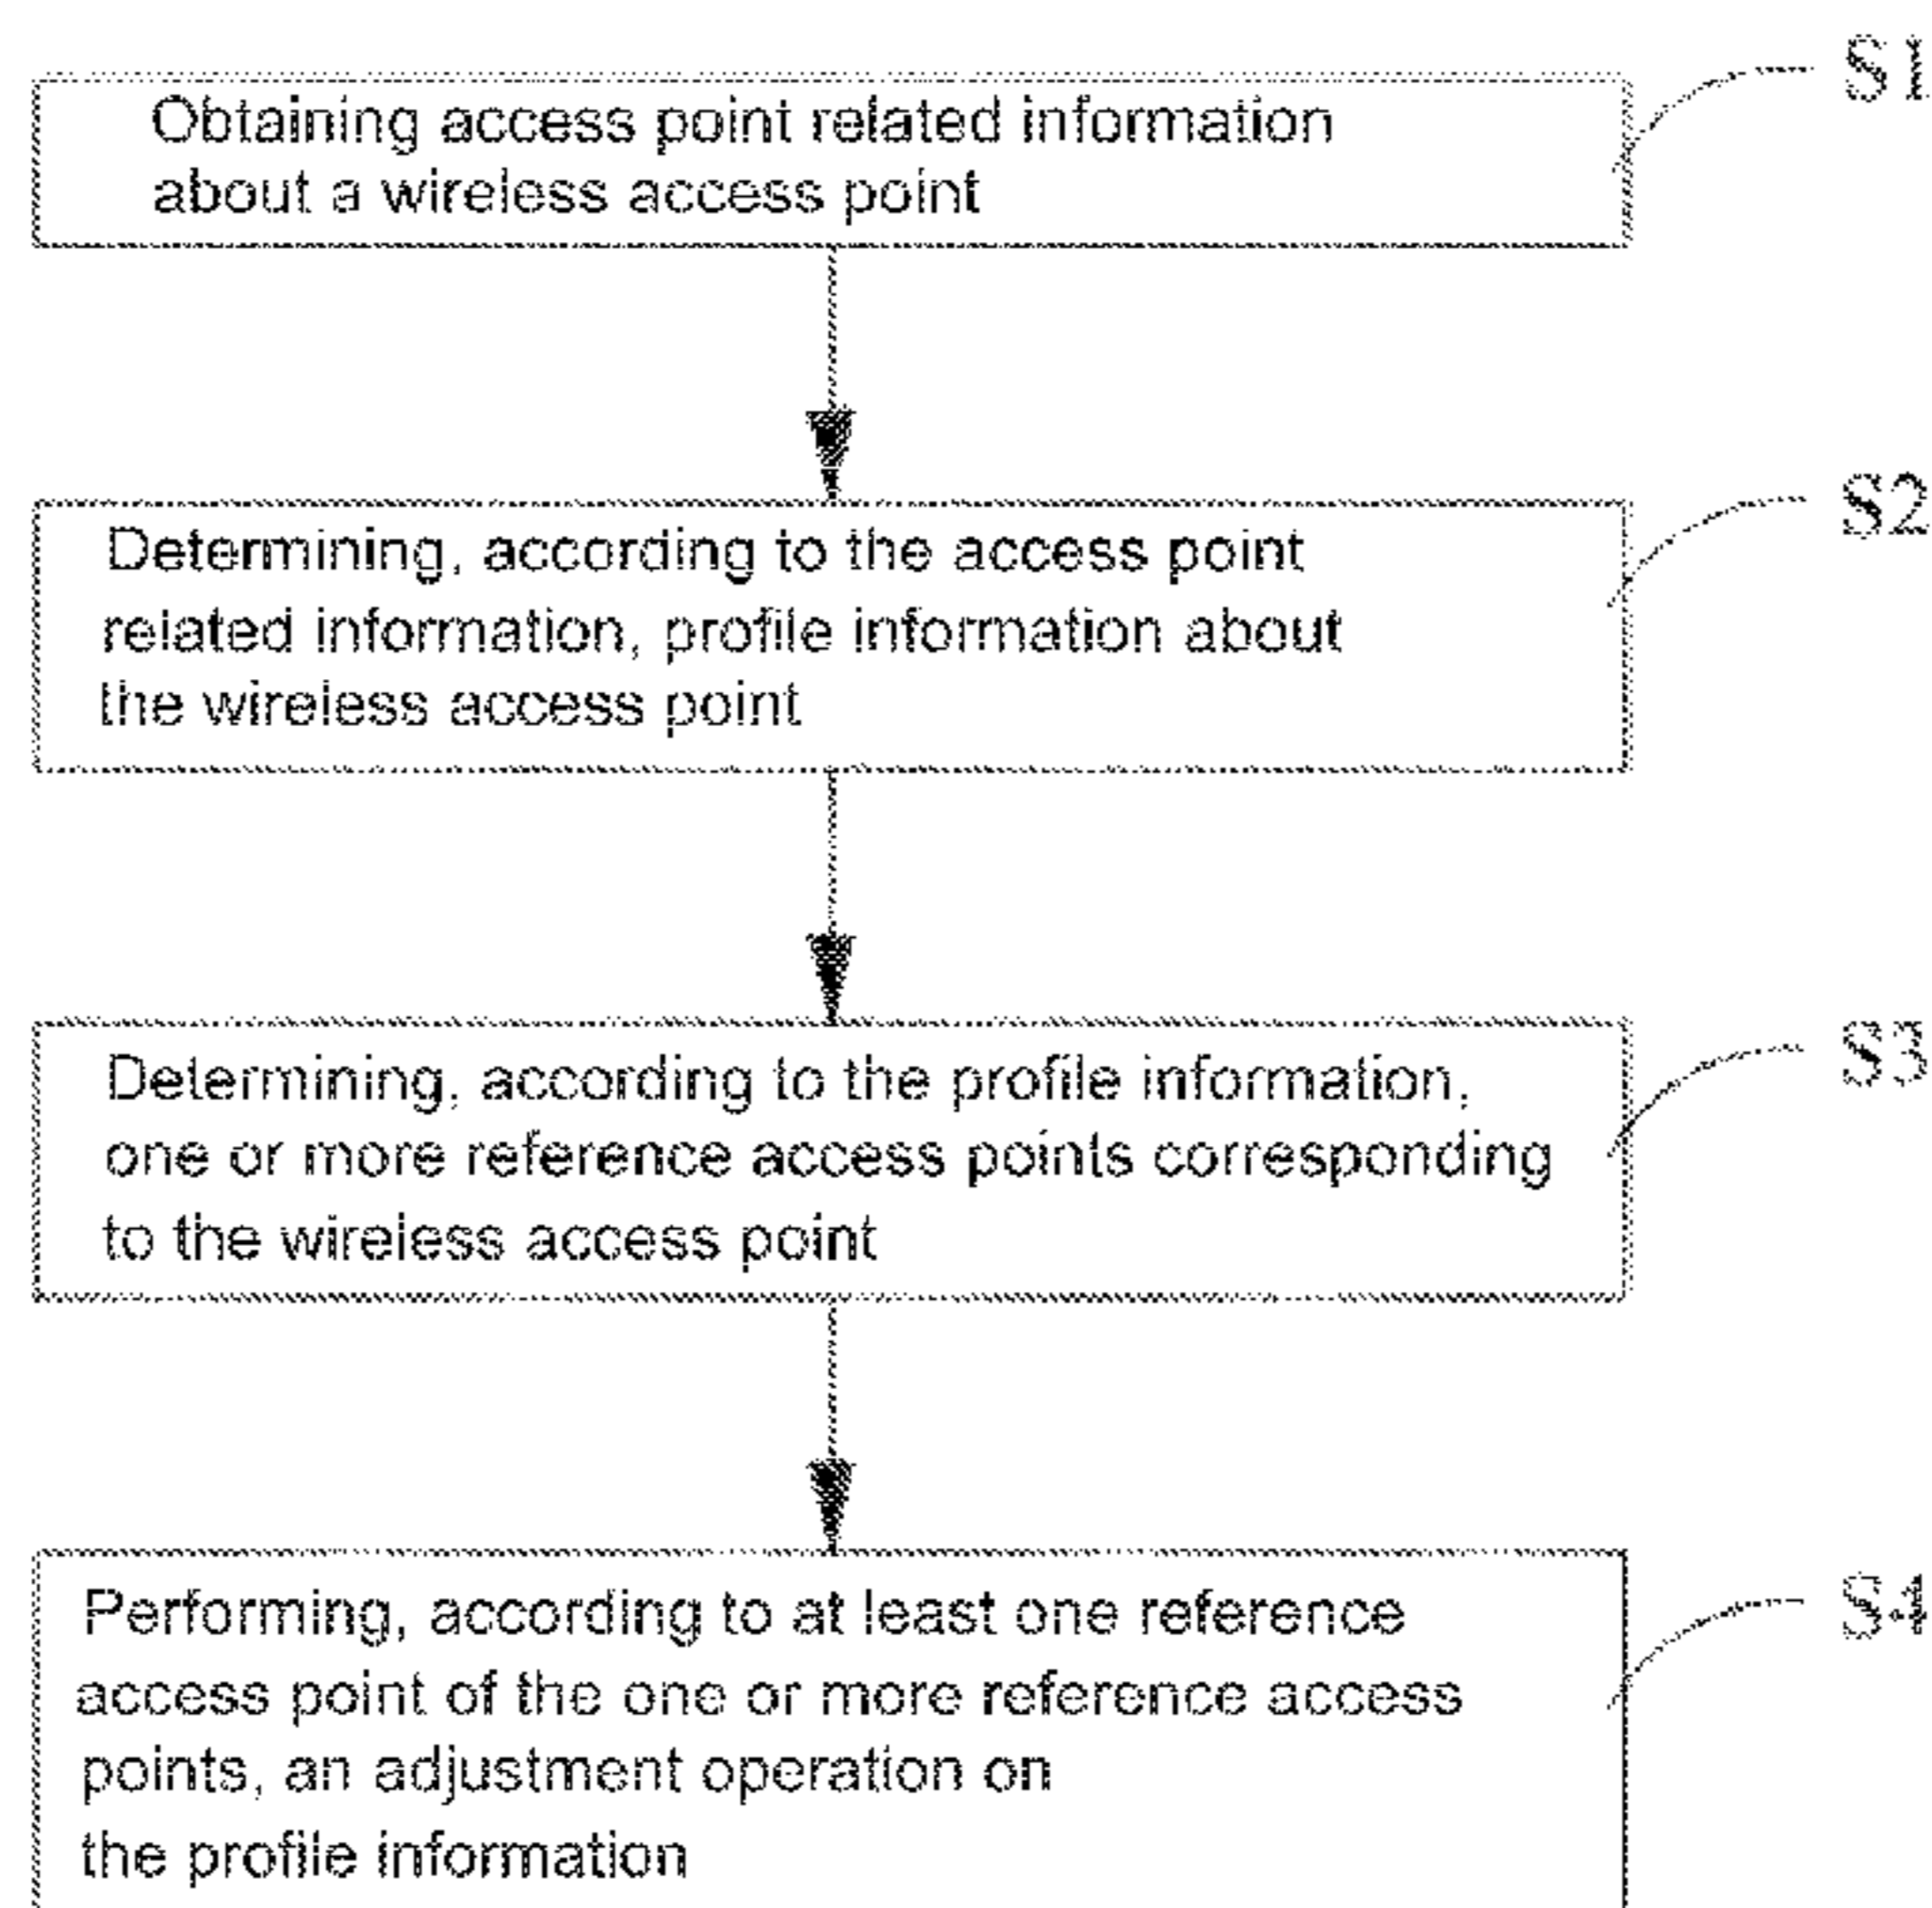 S1
Obtaining access point related information
about a wireless access point
S2
Determining, according to the access point
related information, profile information about
the wireless access point
S3
Determining, according to the profile information,
one or more reference access points corresponding
to the wireless access point
S4
Performing, according to at least one reference
access point of the one or more reference access
points, an adjustment operation on
the profile information